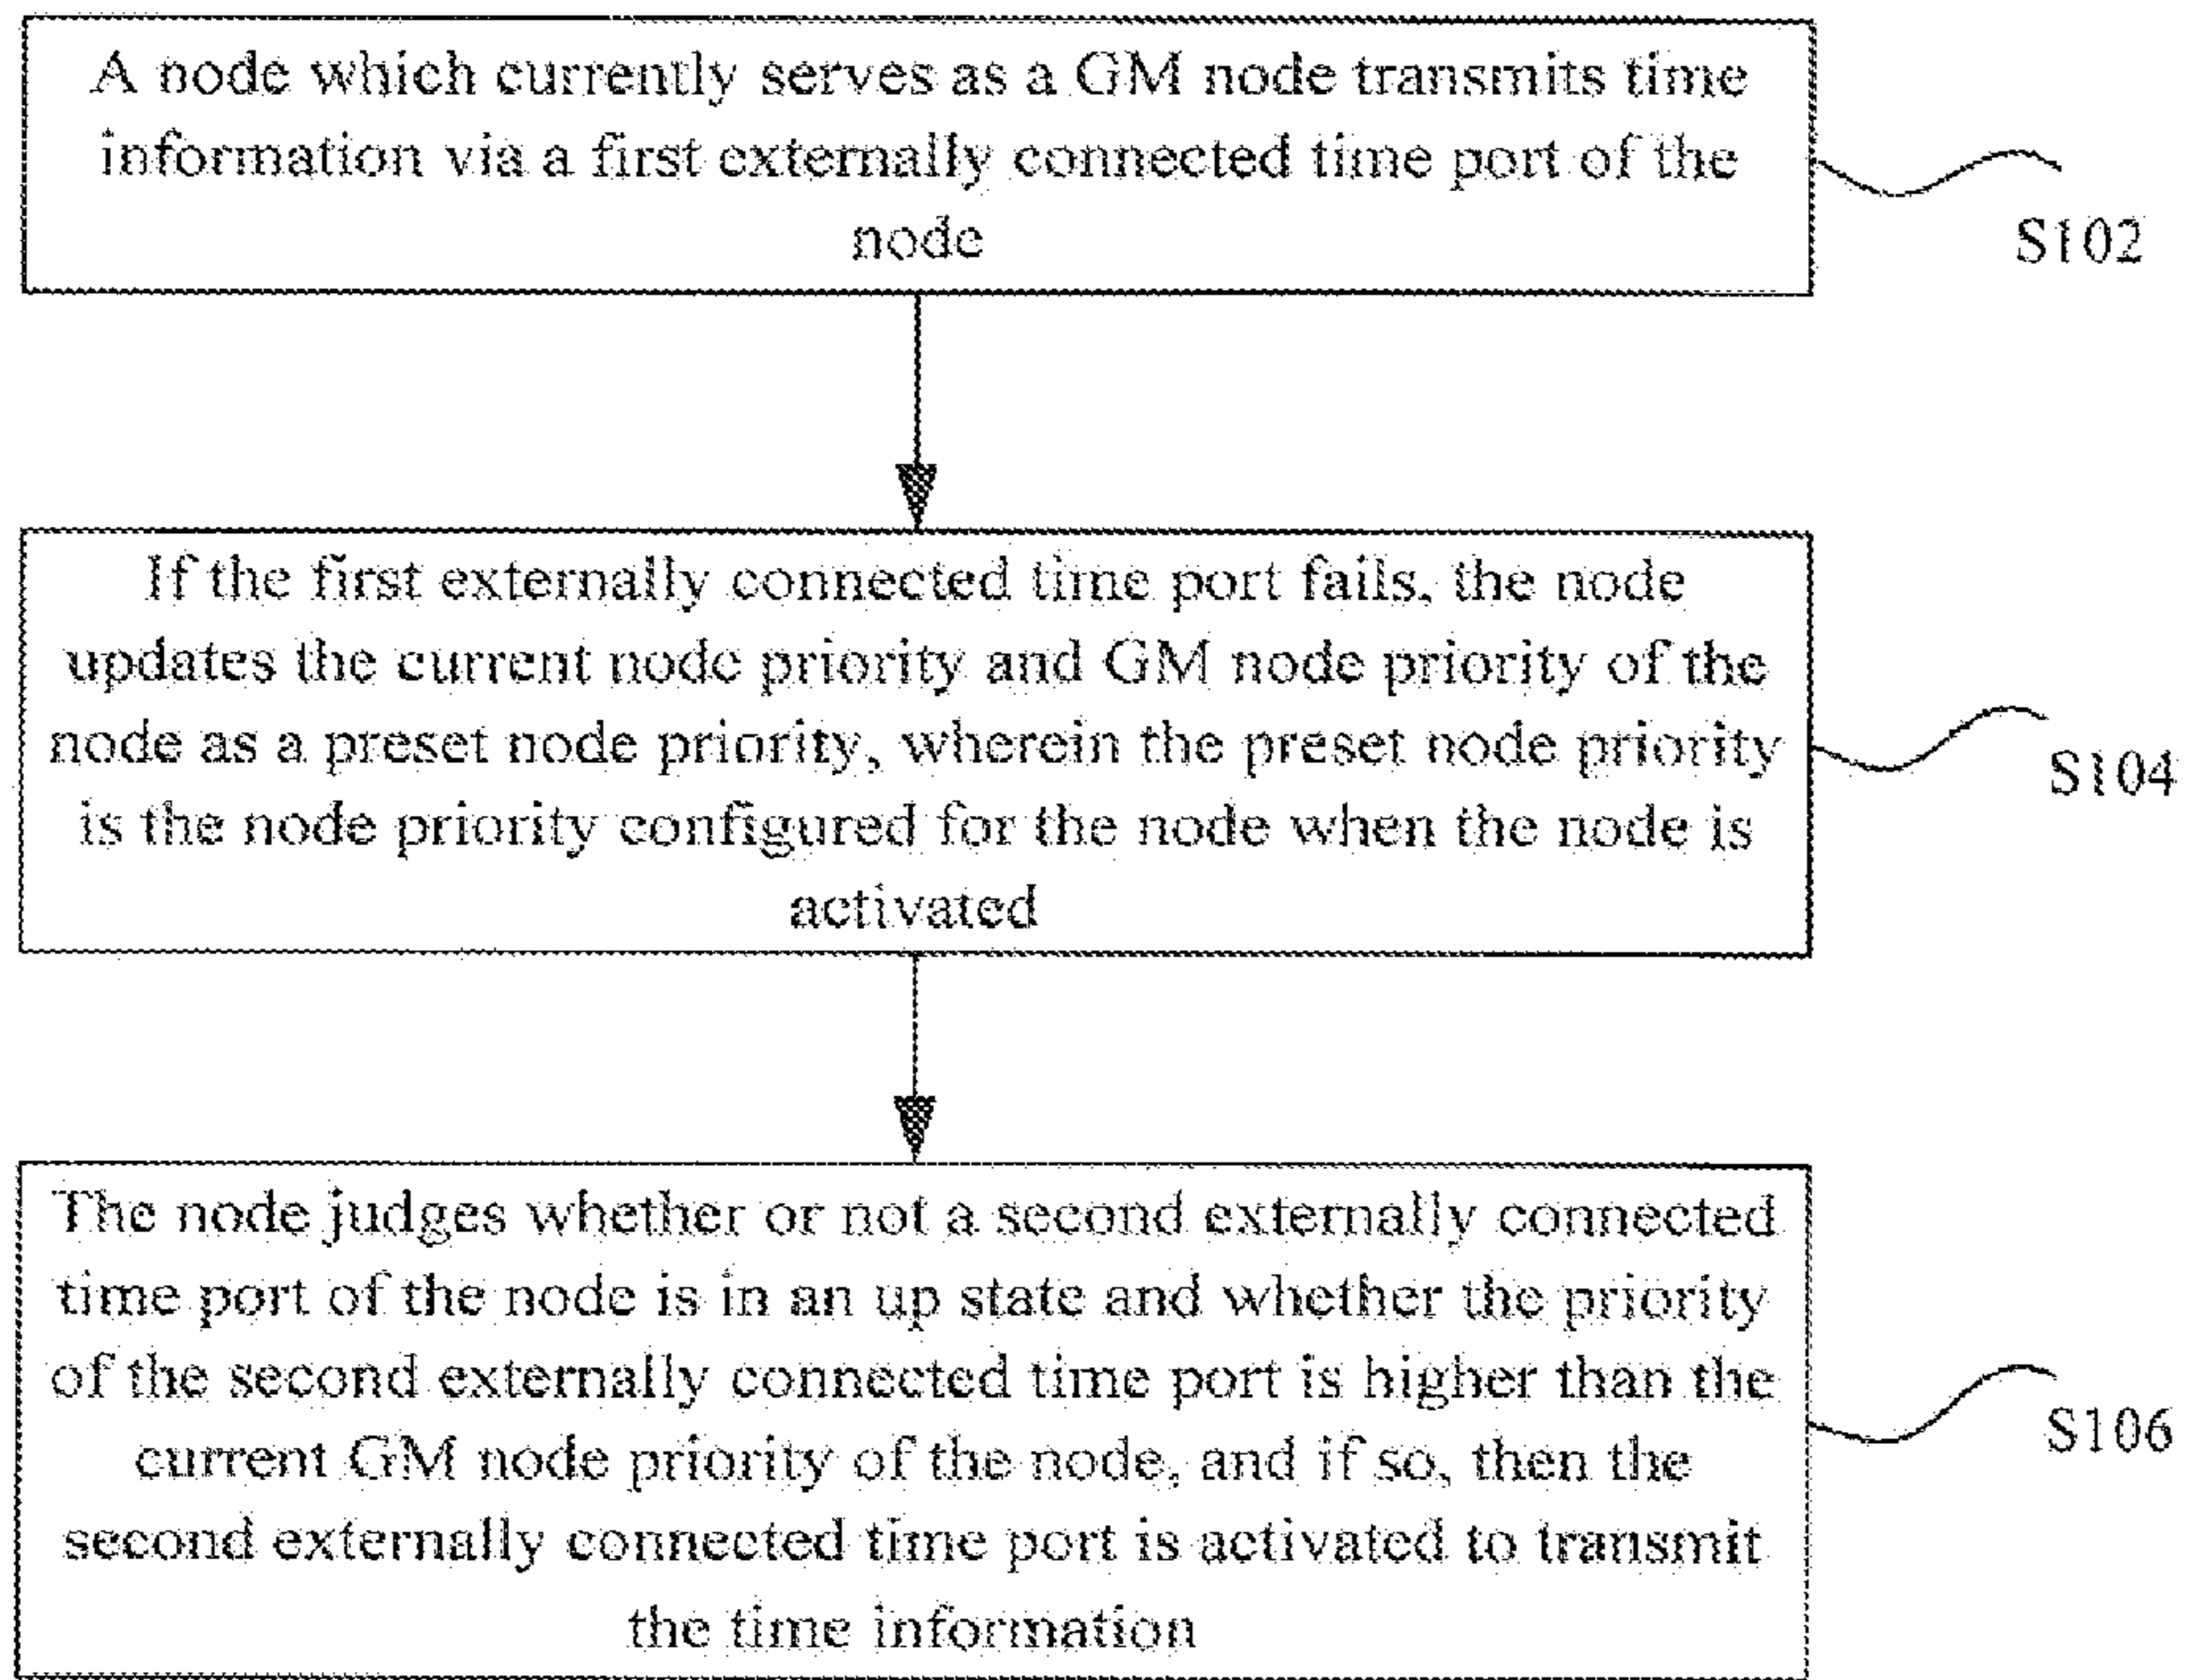 A node which currently serves as a GM node transmits time
information via a first externally connected time port of the
node
S102
If the first externally connected time port fails, the node
updates the current node priority and GM node priority of the
node as a preset node priority, wherein the preset node priority
is the node priority configured for the node when the node is
activated
S104
The node judges whether or not a second externally connected
time port of the node is in an up state and whether the priority
of the second externally connected time port is higher than the
current GM node priority of the node, and if so, then the
second externally connected time port is activated to transmit
the time information
S106